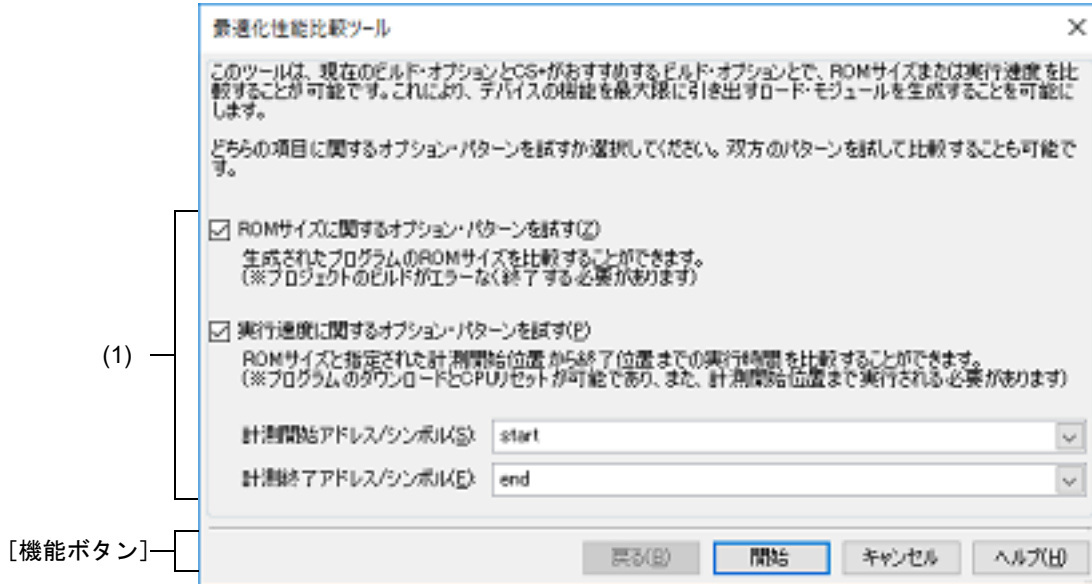 最適化性能比較ツール
このツールは、現在のビルド・オプションとCS+がおすすめするビルド・オプションとで、ROMサイズまたは実行速度を比
較することが可能です。これにより、デバイスの機能を最大限に引き出すロード・モジュールを生成することを可能に
します。
どちらの項目に関するオプション・パターンを試すか選択してください。双方のパターンを試して比較することも可能で
す。
ROMサイズに関するオプション・パターンを試す(Z)
生成されたプログラムのROMサイズを比較することができます。
(※プロジェクトのビルドがエラーなく終了する必要があります)
実行速度に関するオプション・パターンを試す(P)
ROMサイズと指定された計測開始位置から終了位置までの実行時間を比較することができます。
(※プログラムのダウンロードとCPUリセットが可能であり、また、計測開始位置まで実行される必要があります)
(1)
計測開始アドレス/シンボル(S): start
計測終了アドレス/シンボル(E): end
[機能ボタン]
戻る(B) 開始 キャンセル ヘルプ(H)